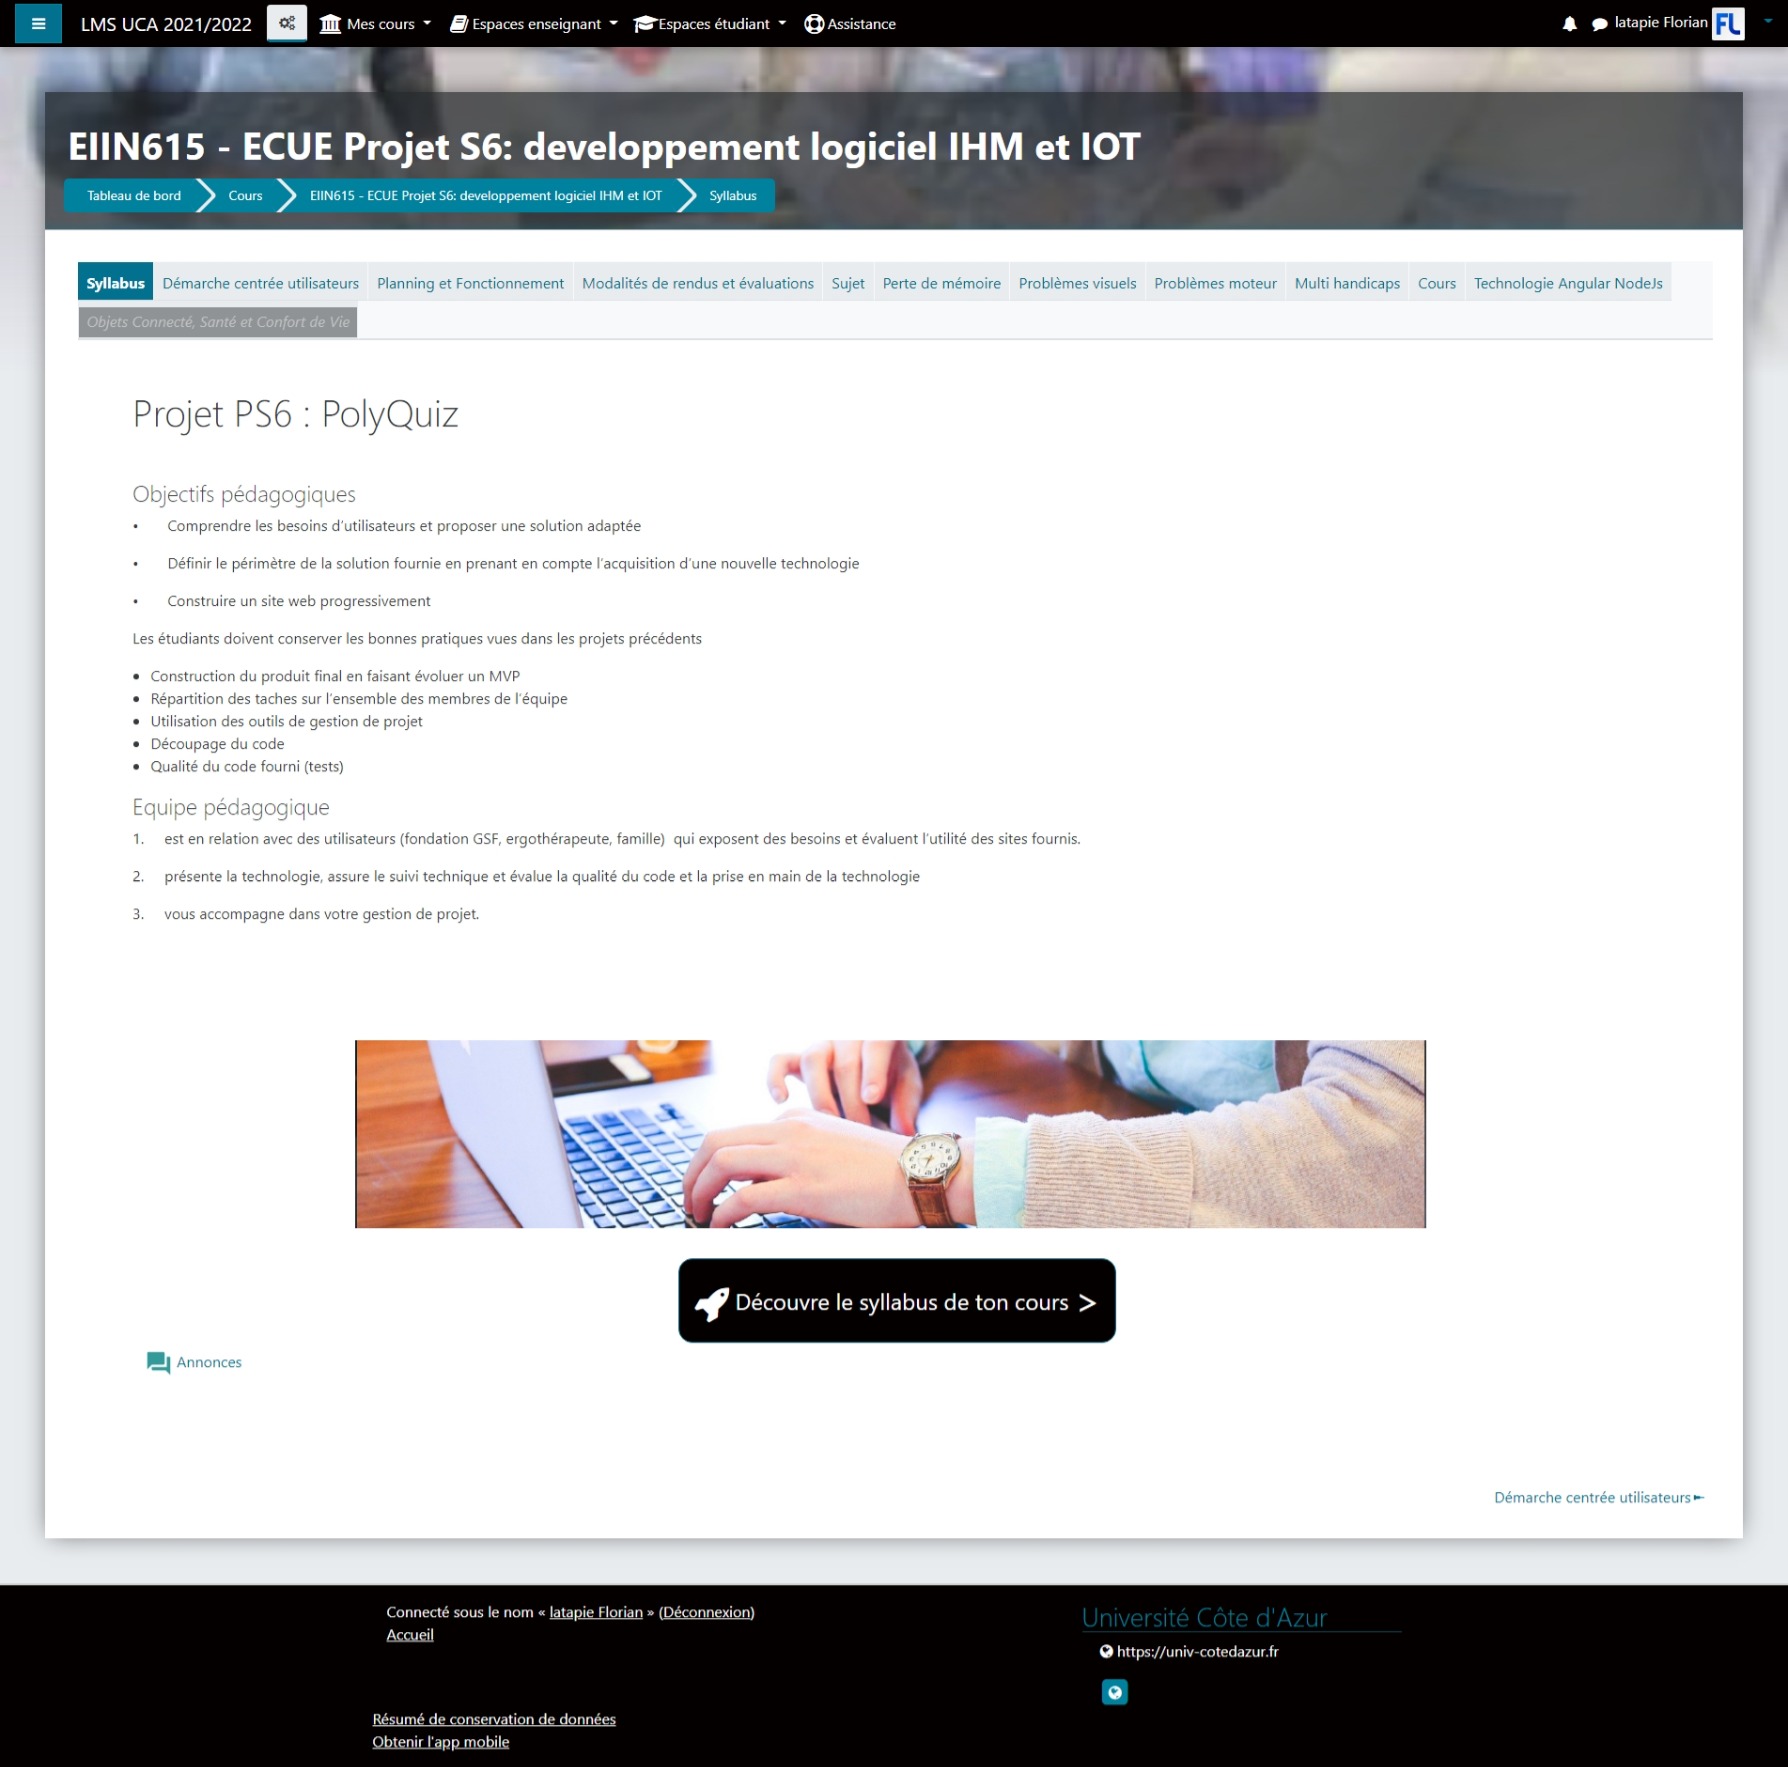 LMS UCA 2021/2022 Mes cours Espaces enseignant Espaces étudiant Assistance latapie Florian FL
EIIN615 - ECUE Projet S6: developpement logiciel IHM et IOT
Tableau de bord Cours EIIN615 - ECUE Projet S6: developpement logiciel IHM et IOT Syllabus
Syllabus Démarche centrée utilisateurs Planning et Fonctionnement Modalités de rendus et évaluations Sujet Perte de mémoire Problèmes visuels Problèmes moteur Multi handicaps Cours Technologie Angular NodeJs
Objets Connecté, Santé et Confort de Vie
Projet PS6 : PolyQuiz
Objectifs pédagogiques
• Comprendre les besoins d'utilisateurs et proposer une solution adaptée
• Définir le périmètre de la solution fournie en prenant en compte l'acquisition d'une nouvelle technologie
• Construire un site web progressivement
Les étudiants doivent conserver les bonnes pratiques vues dans les projets précédents
• Construction du produit final en faisant évoluer un MVP
• Répartition des taches sur l'ensemble des membres de l'équipe
• Utilisation des outils de gestion de projet
• Découpage du code
• Qualité du code fourni (tests)
Equipe pédagogique
1. est en relation avec des utilisateurs (fondation GSF, ergothérapeute, famille) qui exposent des besoins et évaluent l'utilité des sites fournis.
2. présente la technologie, assure le suivi technique et évalue la qualité du code et la prise en main de la technologie
3. vous accompagne dans votre gestion de projet.
Découvre le syllabus de ton cours >
Annonces
Démarche centrée utilisateurs►
Connecté sous le nom « latapie Florian » (Déconnexion)
Accueil
Résumé de conservation de données
Obtenir l'app mobile
Université Côte d'Azur
https://univ-cotedazur.fr